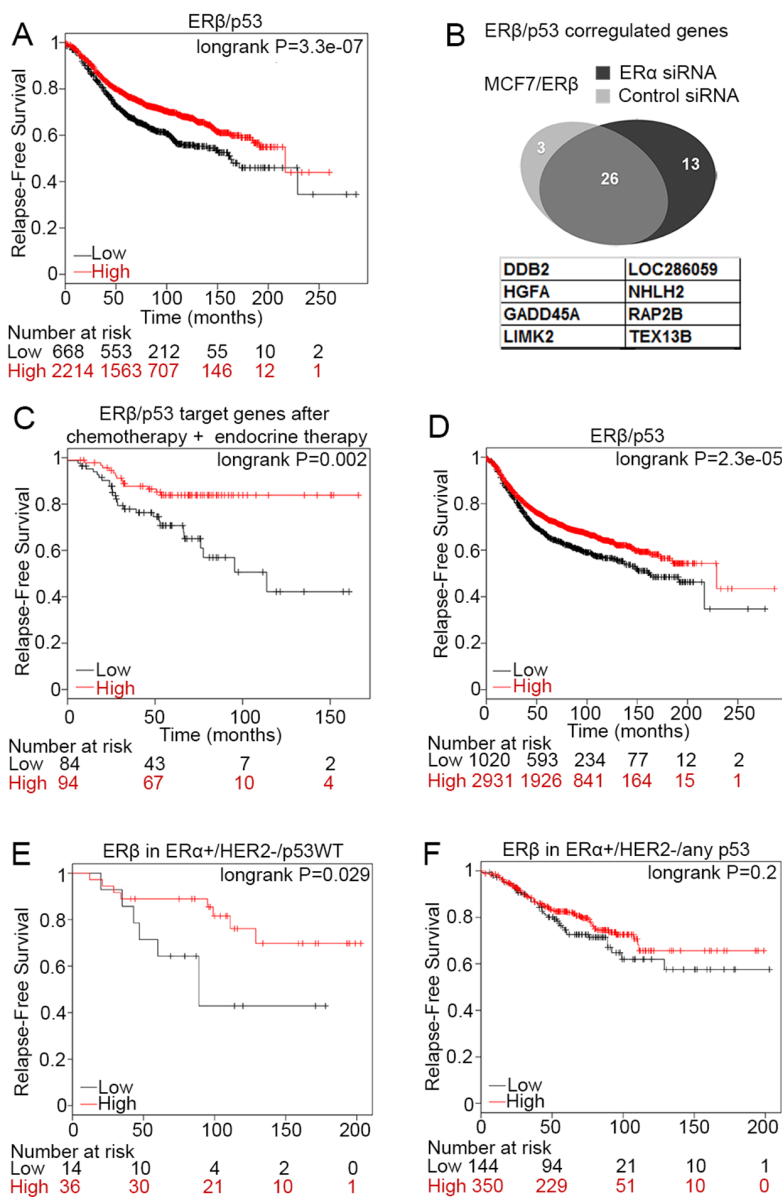 A
ERβ/p53
longrank P=3.3e-07
Relapse-Free Survival
1
0.8
0.6
0.4
0.2
0
Low
High
0 50 100 150 200 250
Time (months)
Number at risk
Low 668 553 212 55 10 2
High 2214 1563 707 146 12 1
B
ERβ/p53 corregulated genes
MCF7/ERβ
ERα siRNA
Control siRNA
3
26
13
DDB2 LOC286059
HGFA NHLH2
GADD45A RAP2B
LIMK2 TEX13B
C
ERβ/p53 target genes after
chemotherapy + endocrine therapy
longrank P=0.002
Relapse-Free Survival
1
0.8
0.6
0.4
0.2
0
Low
High
0 50 100 150
Time (months)
Number at risk
Low 84 43 7 2
High 94 67 10 4
D
ERβ/p53
longrank P=2.3e-05
Relapse-Free Survival
1
0.8
0.6
0.4
0.2
0
Low
High
0 50 100 150 200 250
Time (months)
Number at risk
Low 1020 593 234 77 12 2
High 2931 1926 841 164 15 1
E
ERβ in ERα+/HER2-/p53WT
longrank P=0.029
Relapse-Free Survival
1
0.8
0.6
0.4
0.2
0
Low
High
0 50 100 150 200
Number at risk
Low 14 10 4 2 0
High 36 30 21 10 1
F
ERβ in ERα+/HER2-/any p53
longrank P=0.2
Relapse-Free Survival
1
0.8
0.6
0.4
0.2
0
Low
High
0 50 100 150 200
Number at risk
Low 144 94 21 10 1
High 350 229 51 10 0